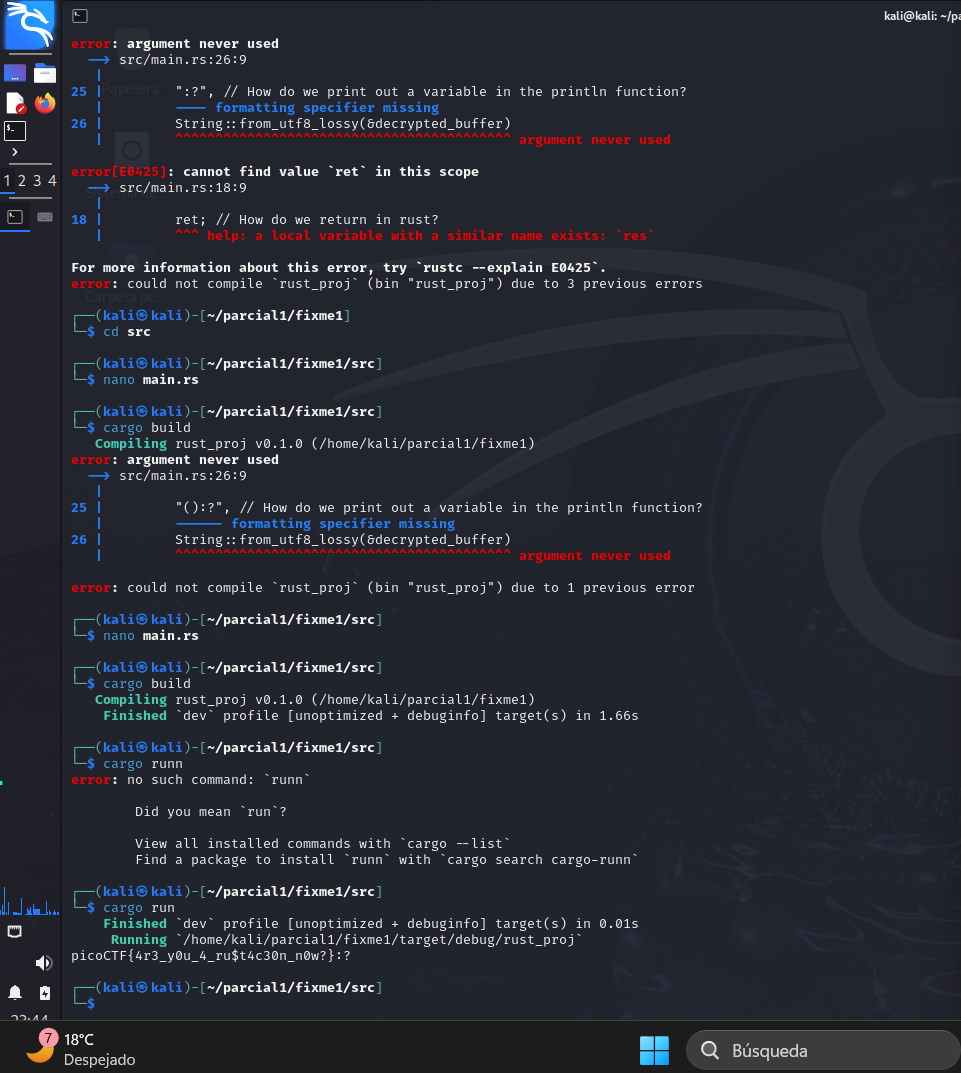 kali@kali: ~/pa
error: argument never used
--> src/main.rs:26:9
|
25 | ":?", // How do we print out a variable in the println function?
| ---- formatting specifier missing
26 | String::from_utf8_lossy(&decrypted_buffer)
| ^^^^^^^^^^^^^^^^^^^^^^^^^^^^^^^^^^^^^^^^^^ argument never used
error[E0425]: cannot find value `ret` in this scope
--> src/main.rs:18:9
|
18 | ret; // How do we return in rust?
| ^^^ help: a local variable with a similar name exists: `res`
For more information about this error, try `rustc --explain E0425`.
error: could not compile `rust_proj` (bin "rust_proj") due to 3 previous errors
┌──(kali㉿kali)-[~/parcial1/fixme1]
└─$ cd src
┌──(kali㉿kali)-[~/parcial1/fixme1/src]
└─$ nano main.rs
┌──(kali㉿kali)-[~/parcial1/fixme1/src]
└─$ cargo build
Compiling rust_proj v0.1.0 (/home/kali/parcial1/fixme1)
error: argument never used
--> src/main.rs:26:9
|
25 | "():?", // How do we print out a variable in the println function?
| ------ formatting specifier missing
26 | String::from_utf8_lossy(&decrypted_buffer)
| ^^^^^^^^^^^^^^^^^^^^^^^^^^^^^^^^^^^^^^^^^^ argument never used
error: could not compile `rust_proj` (bin "rust_proj") due to 1 previous error
┌──(kali㉿kali)-[~/parcial1/fixme1/src]
└─$ nano main.rs
┌──(kali㉿kali)-[~/parcial1/fixme1/src]
└─$ cargo build
Compiling rust_proj v0.1.0 (/home/kali/parcial1/fixme1)
Finished `dev` profile [unoptimized + debuginfo] target(s) in 1.66s
┌──(kali㉿kali)-[~/parcial1/fixme1/src]
└─$ cargo runn
error: no such command: `runn`
Did you mean `run`?
View all installed commands with `cargo --list`
Find a package to install `runn` with `cargo search cargo-runn`
┌──(kali㉿kali)-[~/parcial1/fixme1/src]
└─$ cargo run
Finished `dev` profile [unoptimized + debuginfo] target(s) in 0.01s
Running `/home/kali/parcial1/fixme1/target/debug/rust_proj`
picoCTF{4r3_y0u_4_ru$t4c30n_n0w?}:?
┌──(kali㉿kali)-[~/parcial1/fixme1/src]
└─$
Papelera
Carpeta pe...
1 2 3 4
23:44
7
18°C
Despejado
Búsqueda